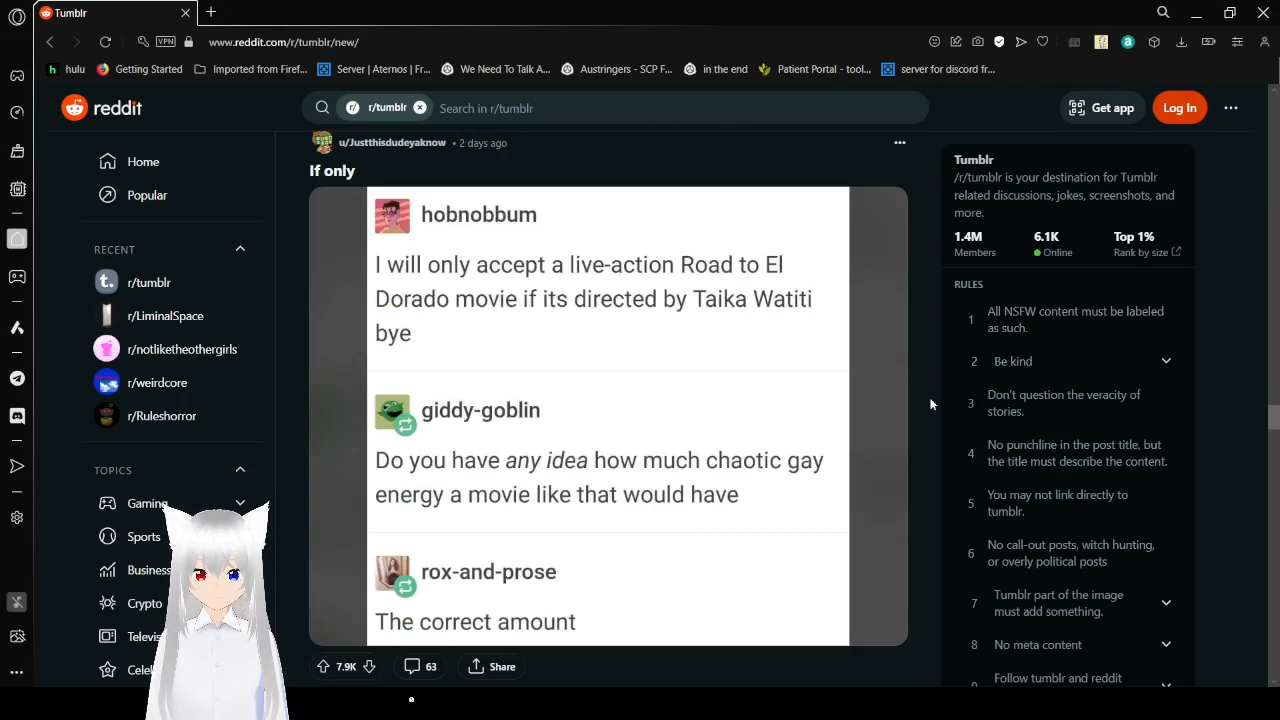 Tumblr
VPN
www.reddit.com/r/tumblr/new/
hulu
Getting Started
Imported from Firef...
Server | Aternos | Fr...
We Need To Talk A...
Austringers - SCP F...
in the end
Patient Portal - tool...
server for discord fr...
reddit
r/ r/tumblr
Search in r/tumblr
Get app
Log In
Home
Popular
RECENT
r/tumblr
r/LiminalSpace
r/notliketheothergirls
r/weirdcore
r/Ruleshorror
TOPICS
Gaming
Sports
Business
Crypto
Televis
Celeb
u/Justthisdudeyaknow • 2 days ago
If only
hobnobbum
I will only accept a live-action Road to El
Dorado movie if its directed by Taika Watiti
bye
giddy-goblin
Do you have any idea how much chaotic gay
energy a movie like that would have
rox-and-prose
The correct amount
7.9K
63
Share
Tumblr
/r/tumblr is your destination for Tumblr
related discussions, jokes, screenshots, and
more.
1.4M
Members
6.1K
Online
Top 1%
Rank by size
RULES
1 All NSFW content must be labeled
as such.
2 Be kind
3 Don't question the veracity of
stories.
4 No punchline in the post title, but
the title must describe the content.
5 You may not link directly to
tumblr.
6 No call-out posts, witch hunting,
or overly political posts
7 Tumblr part of the image
must add something.
8 No meta content
Follow tumblr and reddit